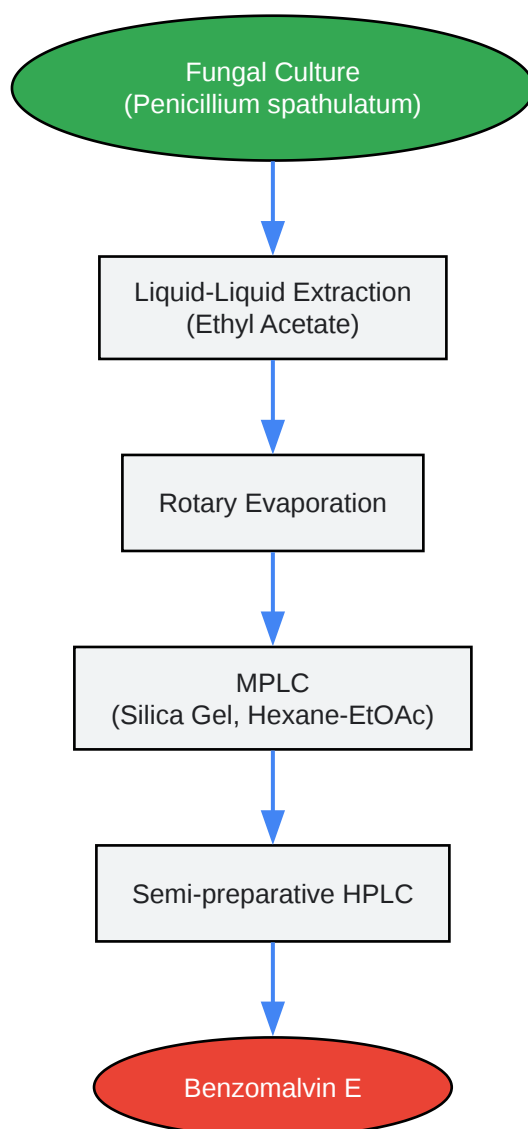 Fungal Culture
(Penicillium spathulatum)
Liquid-Liquid Extraction
(Ethyl Acetate)
Rotary Evaporation
MPLC
(Silica Gel, Hexane-EtOAc)
Semi-preparative HPLC
Benzomalvin E